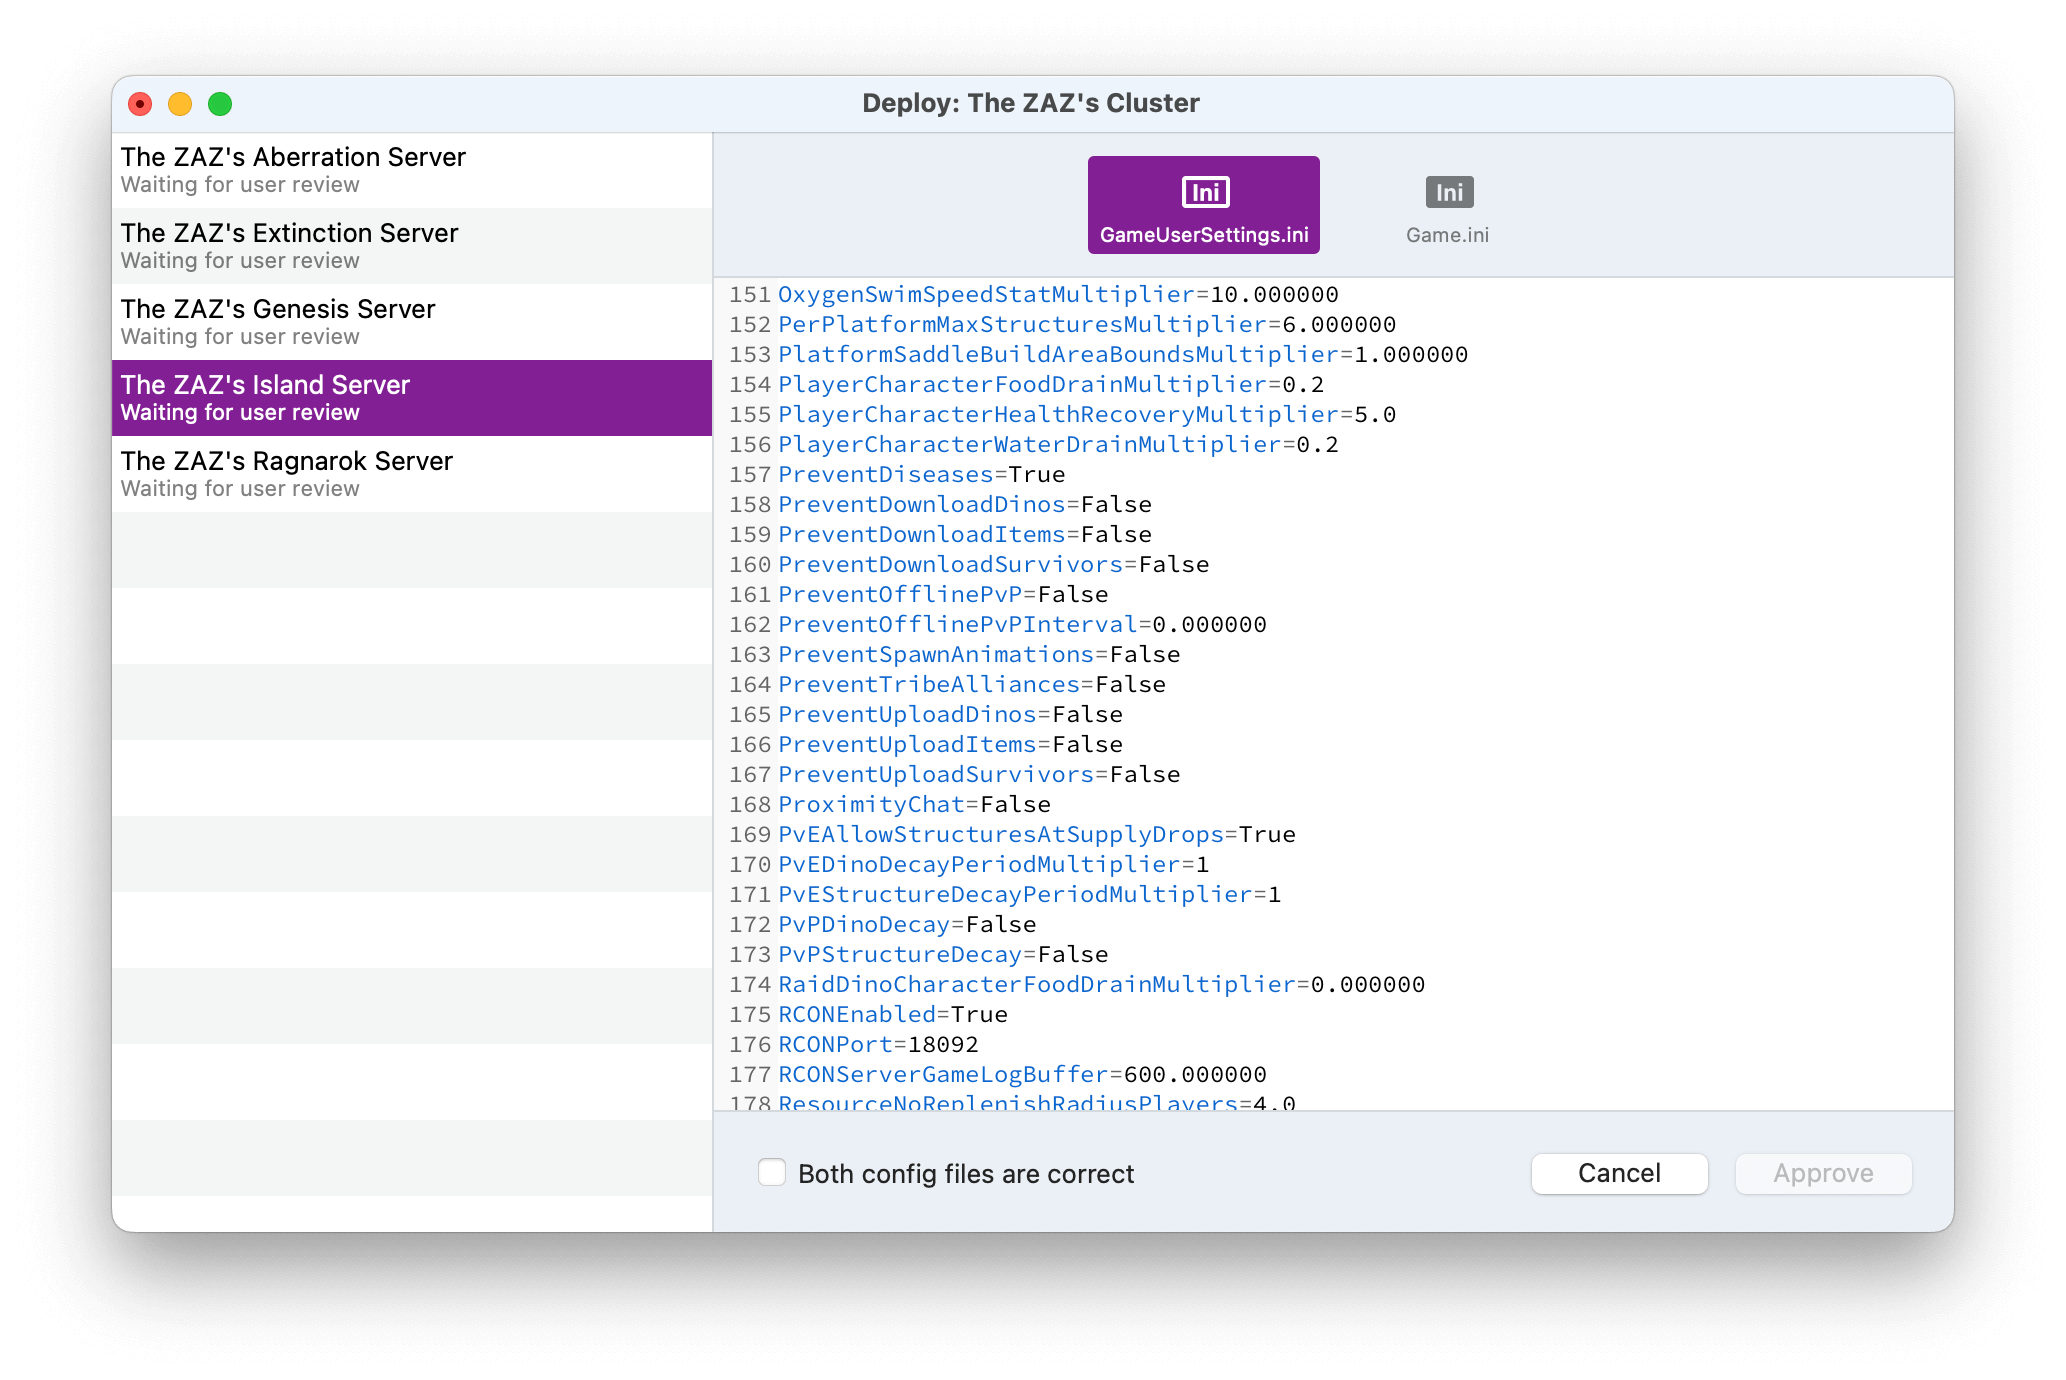 Deploy: The ZAZ's Cluster
The ZAZ's Aberration Server
Waiting for user review
The ZAZ's Extinction Server
Waiting for user review
The ZAZ's Genesis Server
Waiting for user review
The ZAZ's Island Server
Waiting for user review
The ZAZ's Ragnarok Server
Waiting for user review
Ini
GameUserSettings.ini
Ini
Game.ini
151 OxygenSwimSpeedStatMultiplier=10.000000
152 PerPlatformMaxStructuresMultiplier=6.000000
153 PlatformSaddleBuildAreaBoundsMultiplier=1.000000
154 PlayerCharacterFoodDrainMultiplier=0.2
155 PlayerCharacterHealthRecoveryMultiplier=5.0
156 PlayerCharacterWaterDrainMultiplier=0.2
157 PreventDiseases=True
158 PreventDownloadDinos=False
159 PreventDownloadItems=False
160 PreventDownloadSurvivors=False
161 PreventOfflinePvP=False
162 PreventOfflinePvPInterval=0.000000
163 PreventSpawnAnimations=False
164 PreventTribeAlliances=False
165 PreventUploadDinos=False
166 PreventUploadItems=False
167 PreventUploadSurvivors=False
168 ProximityChat=False
169 PvEAllowStructuresAtSupplyDrops=True
170 PvEDinoDecayPeriodMultiplier=1
171 PvEStructureDecayPeriodMultiplier=1
172 PvPDinoDecay=False
173 PvPStructureDecay=False
174 RaidDinoCharacterFoodDrainMultiplier=0.000000
175 RCONEnabled=True
176 RCONPort=18092
177 RCONServerGameLogBuffer=600.000000
178 ResourceNoReplenishRadiusPlayers=4.0
Both config files are correct
Cancel
Approve